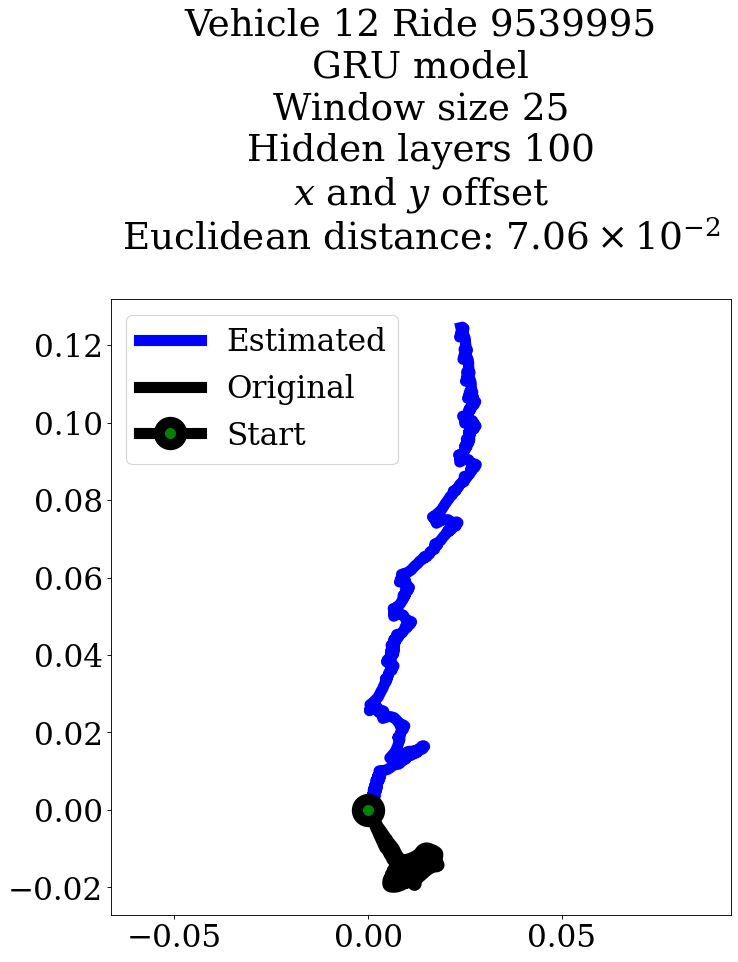 Vehicle 12 Ride 9539995
GRU model
Window size 25
Hidden layers 100
x and y offset
Euclidean distance: 7.06 × 10⁻²
Estimated
Original
Start
0.12
0.10
0.08
0.06
0.04
0.02
0.00
−0.02
−0.05 0.00 0.05